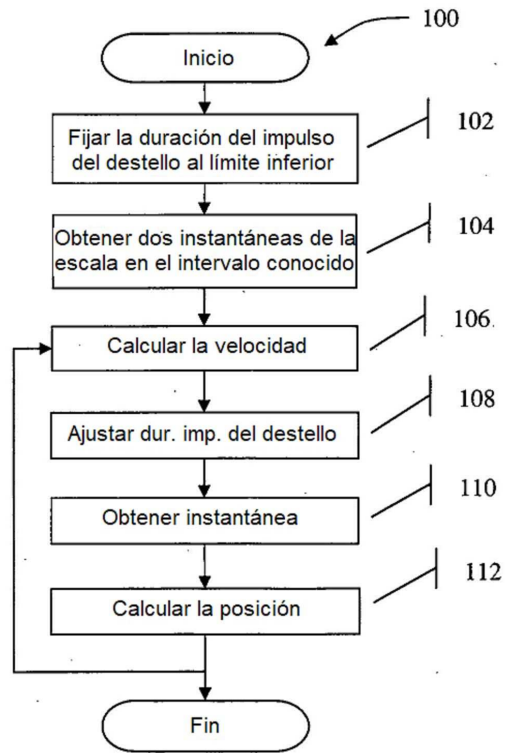 100
Inicio
Fijar la duración del impulso
del destello al límite inferior
102
Obtener dos instantáneas de la
escala en el intervalo conocido
104
Calcular la velocidad
106
Ajustar dur. imp. del destello
108
Obtener instantánea
110
Calcular la posición
112
Fin